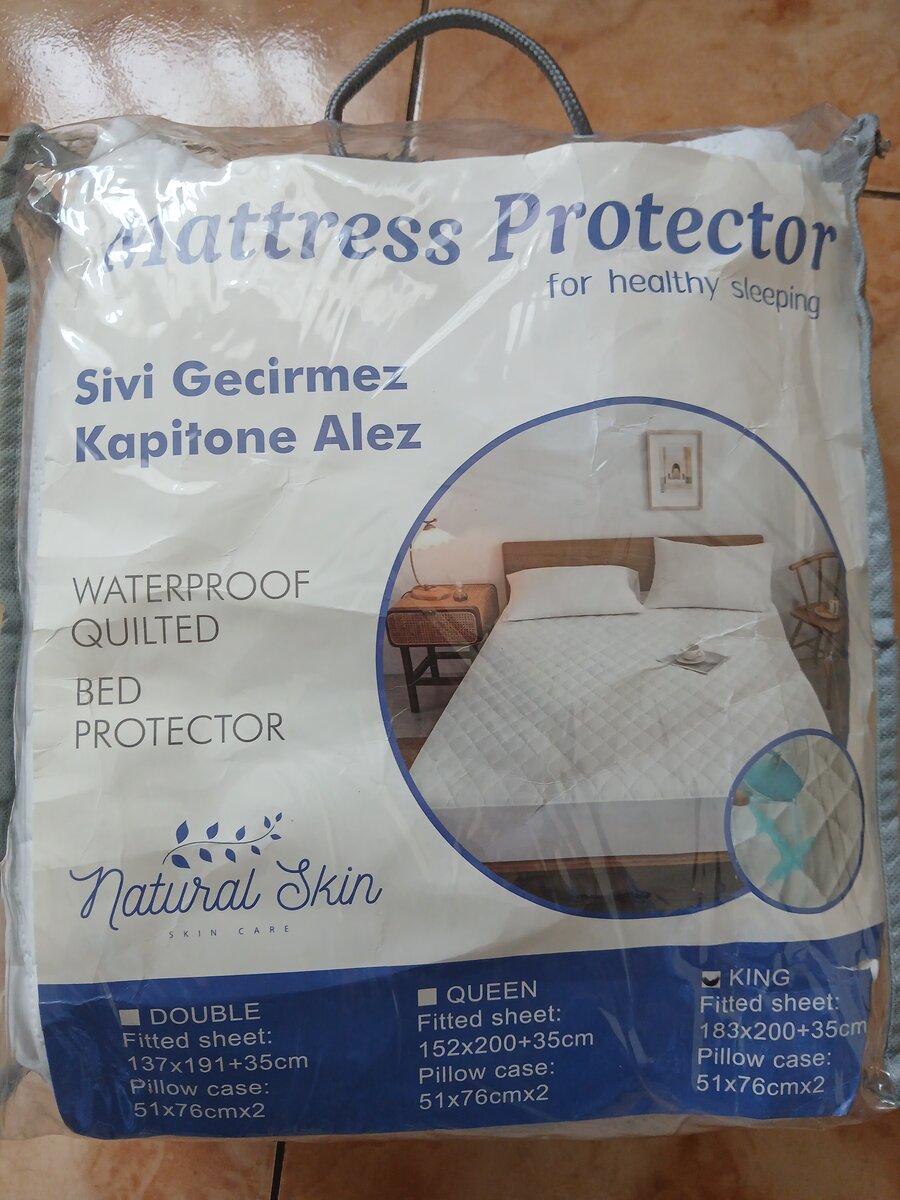 Mattress Protector
for healthy sleeping
Sivi Gecirmez
Kapitone Alez
WATERPROOF
QUILTED
BED
PROTECTOR
Natural Skin
SKIN CARE
DOUBLE
Fitted sheet:
137x191+35cm
Pillow case:
51x76cmx2
QUEEN
Fitted sheet:
152x200+35cm
Pillow case:
51x76cmx2
KING
Fitted sheet:
183x200+35cm
Pillow case:
51x76cmx2